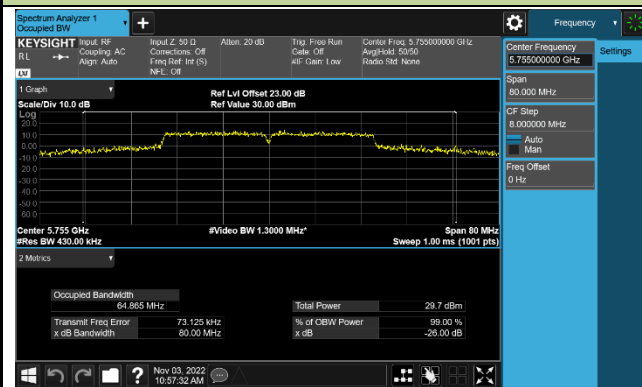 Spectrum Analyzer 1
Occupied BW
Frequency
KEYSIGHT
RL
LXI
Input: RF
Coupling: AC
Align: Auto
Input Z: 50 Ω
Corrections: Off
Freq Ref: Int (S)
NFE: Off
Atten: 20 dB
Trig: Free Run
Gate: Off
#IF Gain: Low
Center Freq: 5.755000000 GHz
Avg|Hold: 50/50
Radio Std: None
Center Frequency
5.755000000 GHz
Settings
Span
80.000 MHz
CF Step
8.000000 MHz
Auto
Man
Freq Offset
0 Hz
1 Graph
Scale/Div 10.0 dB
Ref Lvl Offset 23.00 dB
Ref Value 30.00 dBm
Log
20.0
10.0
0.00
-10.0
-20.0
-30.0
-40.0
-50.0
-60.0
Center 5.755 GHz
#Res BW 430.00 kHz
#Video BW 1.3000 MHz*
Span 80 MHz
Sweep 1.00 ms (1001 pts)
2 Metrics
Occupied Bandwidth
64.865 MHz
Total Power 29.7 dBm
Transmit Freq Error 73.125 kHz
% of OBW Power 99.00 %
x dB Bandwidth 80.00 MHz
x dB -26.00 dB
?
Nov 03, 2022
10:57:32 AM